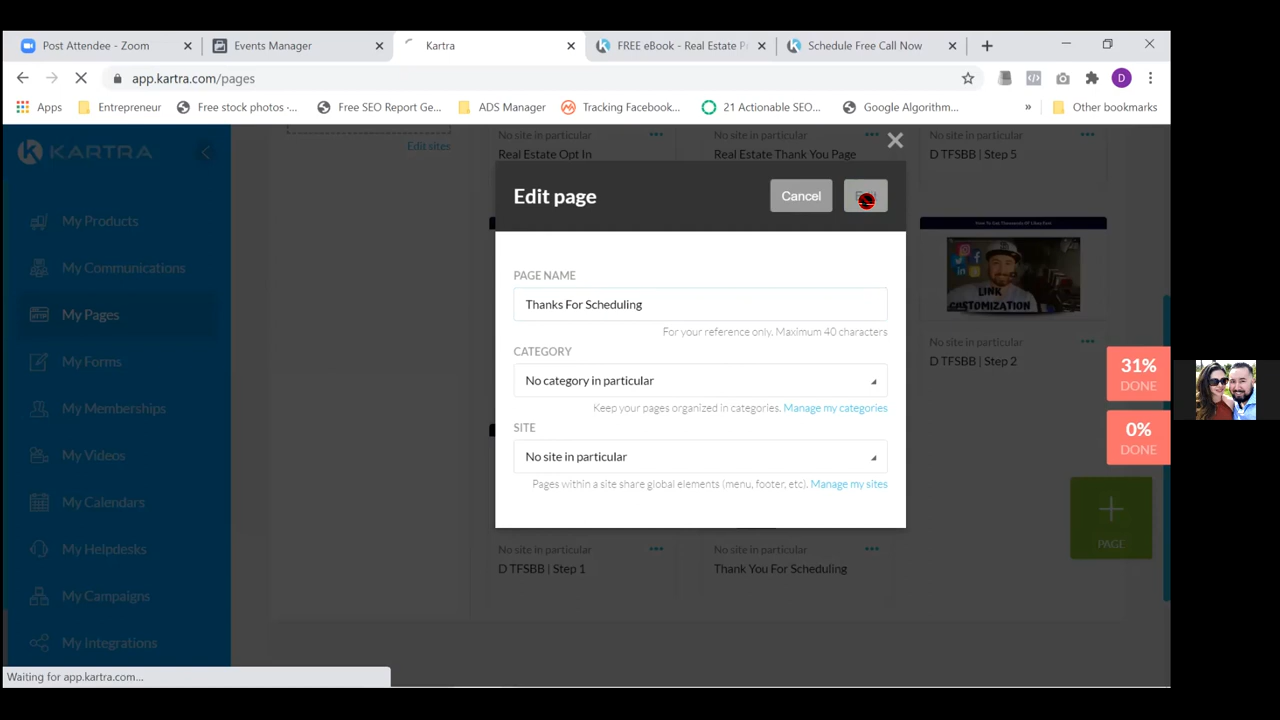 Post Attendee - Zoom
Events Manager
Kartra
FREE eBook - Real Estate P
Schedule Free Call Now
app.kartra.com/pages
D
Apps
Entrepreneur
Free stock photos -...
Free SEO Report Ge...
ADS Manager
Tracking Facebook...
21 Actionable SEO...
Google Algorithm...
»
Other bookmarks
KARTRA
Edit sites
No site in particular
Real Estate Opt In
No site in particular
Real Estate Thank You Page
No site in particular
D TFSBB | Step 5
My Products
My Communications
My Pages
My Forms
My Memberships
My Videos
My Calendars
My Helpdesks
My Campaigns
My Integrations
Edit page
Cancel
PAGE NAME
Thanks For Scheduling
For your reference only. Maximum 40 characters
CATEGORY
No category in particular
Keep your pages organized in categories. Manage my categories
SITE
No site in particular
Pages within a site share global elements (menu, footer, etc). Manage my sites
LINK
CUSTOMIZATION
No site in particular
D TFSBB | Step 2
31%
DONE
0%
DONE
PAGE
No site in particular
D TFSBB | Step 1
No site in particular
Thank You For Scheduling
Waiting for app.kartra.com...